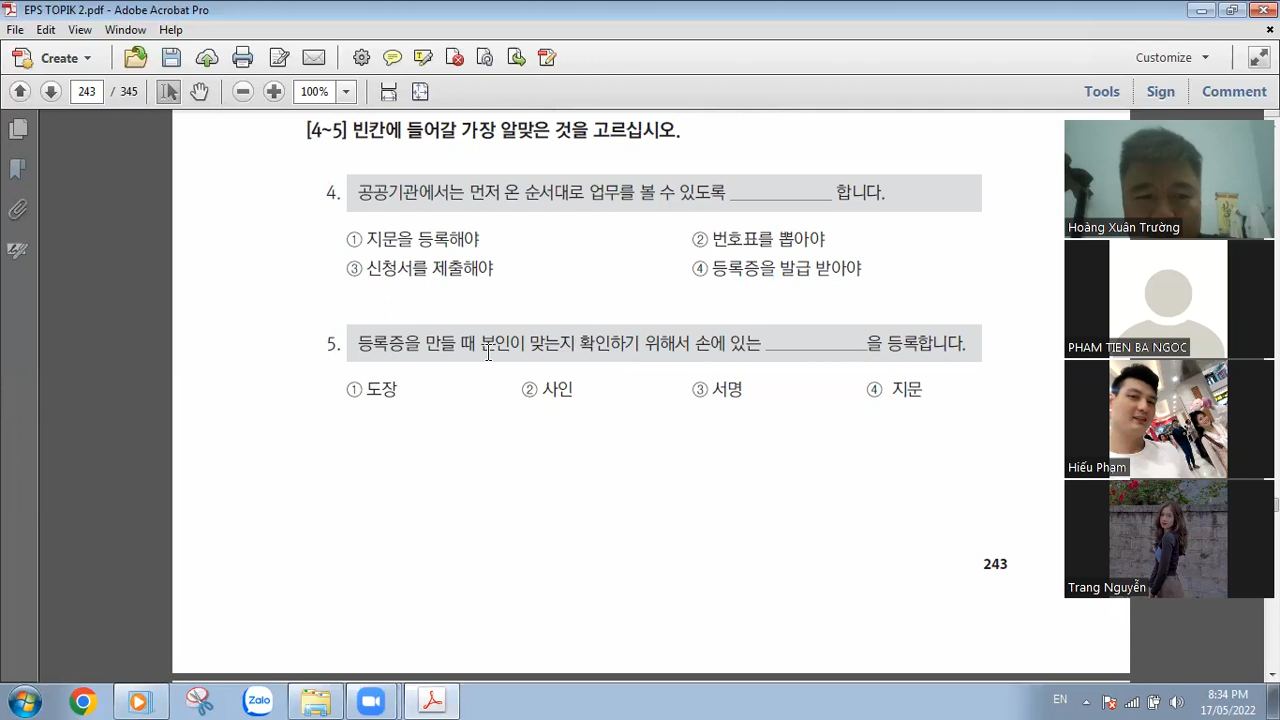 EPS TOPIK 2.pdf - Adobe Acrobat Pro
File Edit View Window Help
Create Customize
243 / 345 100% Tools Sign Comment
[4~5] 빈칸에 들어갈 가장 알맞은 것을 고르십시오.
4. 공공기관에서는 먼저 온 순서대로 업무를 볼 수 있도록 ____________ 합니다.
① 지문을 등록해야 ② 번호표를 뽑아야
③ 신청서를 제출해야 ④ 등록증을 발급 받아야
5. 등록증을 만들 때 본인이 맞는지 확인하기 위해서 손에 있는 ____________을 등록합니다.
① 도장 ② 사인 ③ 서명 ④ 지문
243
Hoàng Xuân Trường
PHAM TIEN BA NGOC
Hiếu Phạm
Trang Nguyễn
Zalo
EN
8:34 PM
17/05/2022